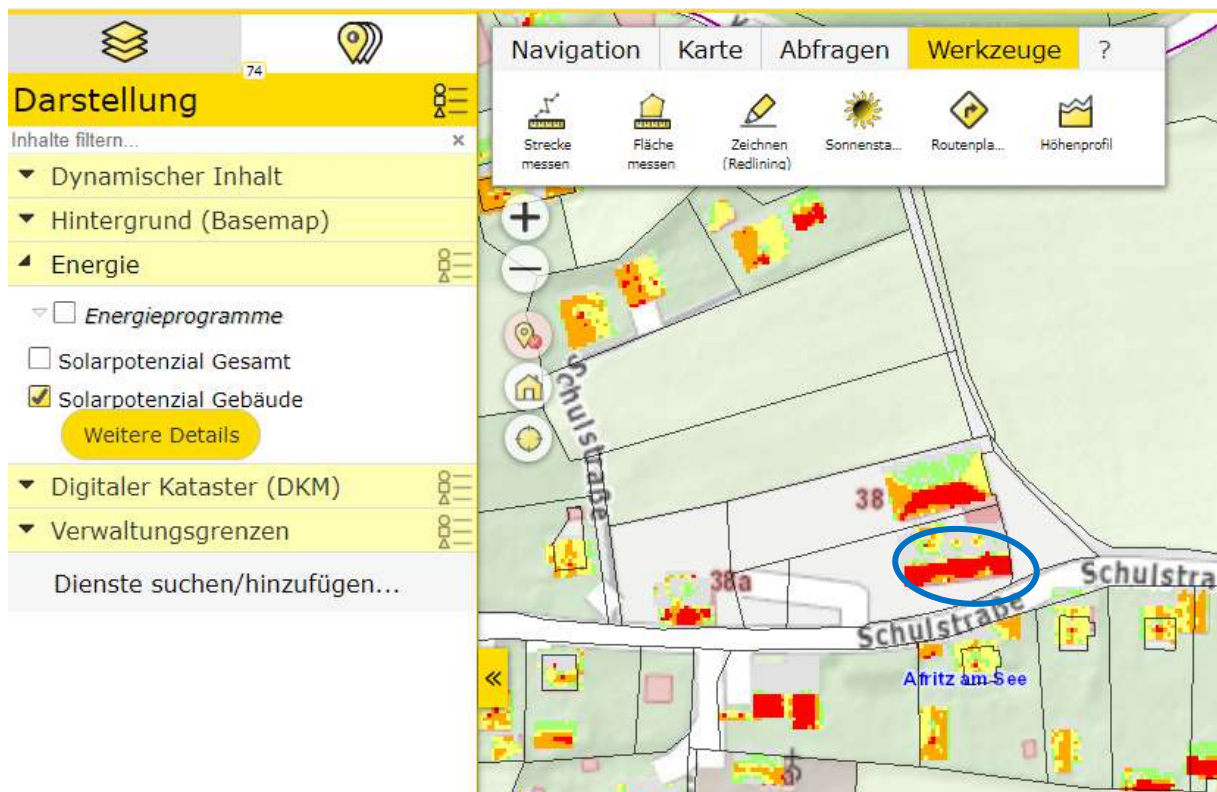 74
Darstellung
Inhalte filtern...
x
Dynamischer Inhalt
Hintergrund (Basemap)
Energie
Energieprogramme
Solarpotenzial Gesamt
Solarpotenzial Gebäude
Weitere Details
Digitaler Kataster (DKM)
Verwaltungsgrenzen
Dienste suchen/hinzufügen...
Navigation
Karte
Abfragen
Werkzeuge
?
Strecke
messen
Fläche
messen
Zeichnen
(Redlining)
Sonnensta...
Routenpla...
Höhenprofil
Schulstraße
38
38a
Schulstra
Schulstraße
Afritz am See
«